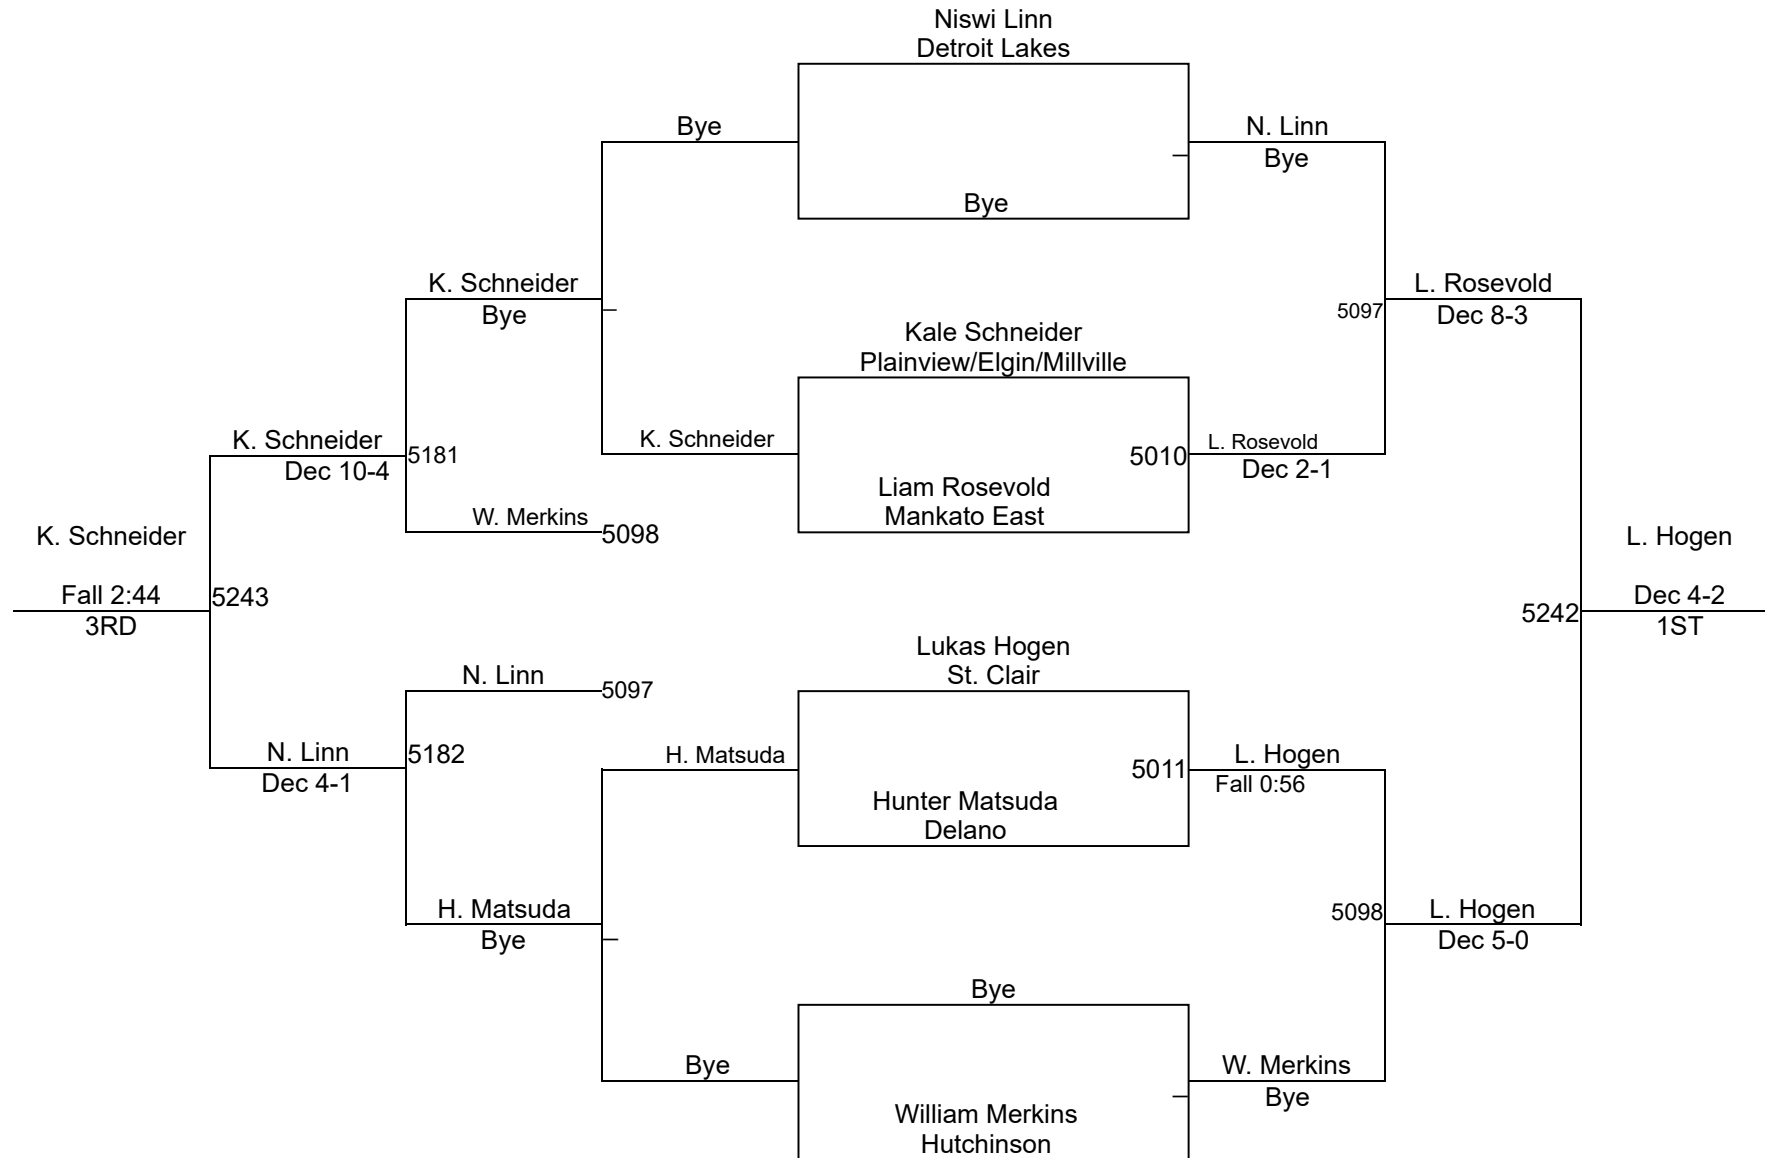 Niswi Linn
Detroit Lakes
Bye
N. Linn
Bye
Bye
K. Schneider
Bye
L. Rosevold
5097
Dec 8-3
Kale Schneider
Plainview/Elgin/Millville
K. Schneider
Dec 10-4
5181
K. Schneider
5010
L. Rosevold
Dec 2-1
Liam Rosevold
Mankato East
W. Merkins
5098
K. Schneider
Fall 2:44
3RD
5243
L. Hogen
Dec 4-2
1ST
5242
Lukas Hogen
St. Clair
N. Linn
5097
N. Linn
Dec 4-1
5182
H. Matsuda
5011
L. Hogen
Fall 0:56
Hunter Matsuda
Delano
H. Matsuda
Bye
5098
L. Hogen
Dec 5-0
Bye
Bye
W. Merkins
Bye
William Merkins
Hutchinson